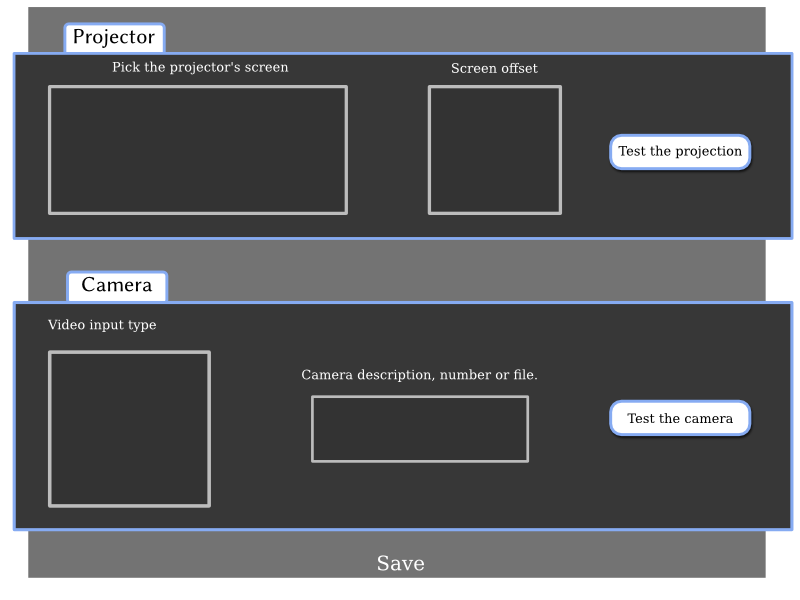 Projector
Pick the projector's screen
Screen offset
Test the projection
Camera
Video input type
Camera description, number or file.
Test the camera
Save